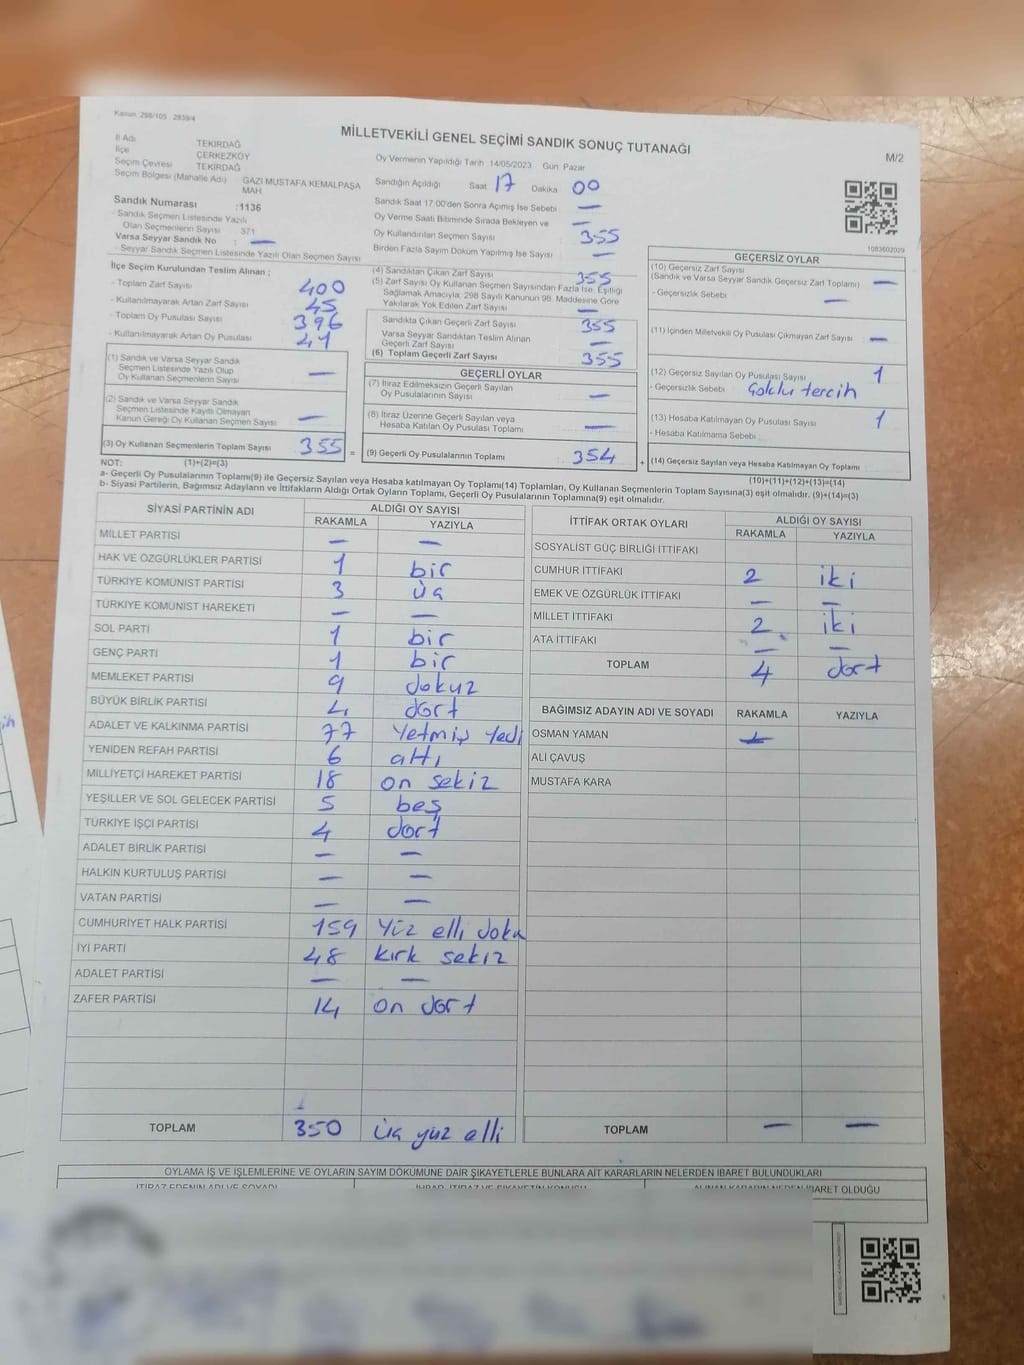 Kanun: 298/105 : 2839/4
MİLLETVEKİLİ GENEL SEÇİMİ SANDIK SONUÇ TUTANAĞI
M/2
İl Adı TEKİRDAĞ
İlçe ÇERKEZKÖY
Seçim Çevresi TEKİRDAĞ
Seçim Bölgesi (Mahalle Adı) GAZİ MUSTAFA KEMALPAŞA MAH.
Sandık Numarası :1136
- Sandık Seçmen Listesinde Yazılı
Olan Seçmenlerin Sayısı 371
Varsa Seyyar Sandık No : —
- Seyyar Sandık Seçmen Listesinde Yazılı Olan Seçmen Sayısı
Oy Vermenin Yapıldığı Tarih 14/05/2023 Gün: Pazar
Sandığın Açıldığı Saat 17 Dakika 00
Sandık Saat 17.00'den Sonra Açılmış İse Sebebi —
Oy Verme Saati Bitiminde Sırada Bekleyen ve —
Oy Kullandırılan Seçmen Sayısı 355
Birden Fazla Sayım Döküm Yapılmış İse Sayısı —
1083602029
İlçe Seçim Kurulundan Teslim Alınan ;
- Toplam Zarf Sayısı 400
- Kullanılmayarak Artan Zarf Sayısı 45
- Toplam Oy Pusulası Sayısı 396
- Kullanılmayarak Artan Oy Pusulası 41
(1) Sandık ve Varsa Seyyar Sandık
Seçmen Listesinde Yazılı Olup
Oy Kullanan Seçmenlerin Sayısı —
(2) Sandık ve Varsa Seyyar Sandık
Seçmen Listesinde Kayıtlı Olmayan
Kanun Gereği Oy Kullanan Seçmen Sayısı —
(3) Oy Kullanan Seçmenlerin Toplam Sayısı 355 =
(4) Sandıktan Çıkan Zarf Sayısı 355
(5) Zarf Sayısı Oy Kullanan Seçmen Sayısından Fazla İse, Eşitliği
Sağlamak Amacıyla, 298 Sayılı Kanunun 98. Maddesine Göre
Yakılarak Yok Edilen Zarf Sayısı —
Sandıkta Çıkan Geçerli Zarf Sayısı 355
Varsa Seyyar Sandıktan Teslim Alınan
Geçerli Zarf Sayısı —
(6) Toplam Geçerli Zarf Sayısı 355
GEÇERLİ OYLAR
(7) İtiraz Edilmeksizin Geçerli Sayılan
Oy Pusulalarının Sayısı —
(8) İtiraz Üzerine Geçerli Sayılan veya
Hesaba Katılan Oy Pusulası Toplamı —
(9) Geçerli Oy Pusulalarının Toplamı 354 +
GEÇERSİZ OYLAR
(10) Geçersiz Zarf Sayısı
(Sandık ve Varsa Seyyar Sandık Geçersiz Zarf Toplamı) —
- Geçersizlik Sebebi : —
(11) İçinden Milletvekili Oy Pusulası Çıkmayan Zarf Sayısı —
(12) Geçersiz Sayılan Oy Pusulası Sayısı 1
- Geçersizlik Sebebi : Çoklu tercih
(13) Hesaba Katılmayan Oy Pusulası Sayısı 1
- Hesaba Katılmama Sebebi :
(14) Geçersiz Sayılan veya Hesaba Katılmayan Oy Toplamı
NOT: (1)+(2)=(3)
(10)+(11)+(12)+(13)=(14)
a- Geçerli Oy Pusulalarının Toplamı(9) ile Geçersiz Sayılan veya Hesaba katılmayan Oy Toplamı(14) Toplamları, Oy Kullanan Seçmenlerin Toplam Sayısına(3) eşit olmalıdır. (9)+(14)=(3)
b- Siyasi Partilerin, Bağımsız Adayların ve İttifakların Aldığı Ortak Oyların Toplamı, Geçerli Oy Pusulalarının Toplamına(9) eşit olmalıdır.
SİYASİ PARTİNİN ADI ALDIĞI OY SAYISI
RAKAMLA YAZIYLA
MİLLET PARTİSİ — —
HAK VE ÖZGÜRLÜKLER PARTİSİ 1 bir
TÜRKİYE KOMÜNİST PARTİSİ 3 üç
TÜRKİYE KOMÜNİST HAREKETİ — —
SOL PARTİ 1 bir
GENÇ PARTİ 1 bir
MEMLEKET PARTİSİ 9 dokuz
BÜYÜK BİRLİK PARTİSİ 4 dört
ADALET VE KALKINMA PARTİSİ 77 Yetmiş Yedi
YENİDEN REFAH PARTİSİ 6 altı
MİLLİYETÇİ HAREKET PARTİSİ 18 on sekiz
YEŞİLLER VE SOL GELECEK PARTİSİ 5 beş
TÜRKİYE İŞÇİ PARTİSİ 4 dört
ADALET BİRLİK PARTİSİ — —
HALKIN KURTULUŞ PARTİSİ — —
VATAN PARTİSİ — —
CUMHURİYET HALK PARTİSİ 159 Yüz elli doku
İYİ PARTİ 48 kırk sekiz
ADALET PARTİSİ — —
ZAFER PARTİSİ 14 on dört
TOPLAM 350 üç yüz elli
İTTİFAK ORTAK OYLARI ALDIĞI OY SAYISI
RAKAMLA YAZIYLA
SOSYALİST GÜÇ BİRLİĞİ İTTİFAKI
CUMHUR İTTİFAKI 2 iki
EMEK VE ÖZGÜRLÜK İTTİFAKI — —
MİLLET İTTİFAKI 2 iki
ATA İTTİFAKI — —
TOPLAM 4 dört
BAĞIMSIZ ADAYIN ADI VE SOYADI RAKAMLA YAZIYLA
OSMAN YAMAN
ALİ ÇAVUŞ
MUSTAFA KARA
TOPLAM — —
OYLAMA İŞ VE İŞLEMLERİNE VE OYLARIN SAYIM DÖKÜMÜNE DAİR ŞİKAYETLERLE BUNLARA AİT KARARLARIN NELERDEN İBARET BULUNDUKLARI
İTİRAZ EDENİN ADI VE SOYADI İHBAR, İTİRAZ VE ŞİKAYETİN KONUSU ALINAN KARARIN NEDEN İBARET OLDUĞU